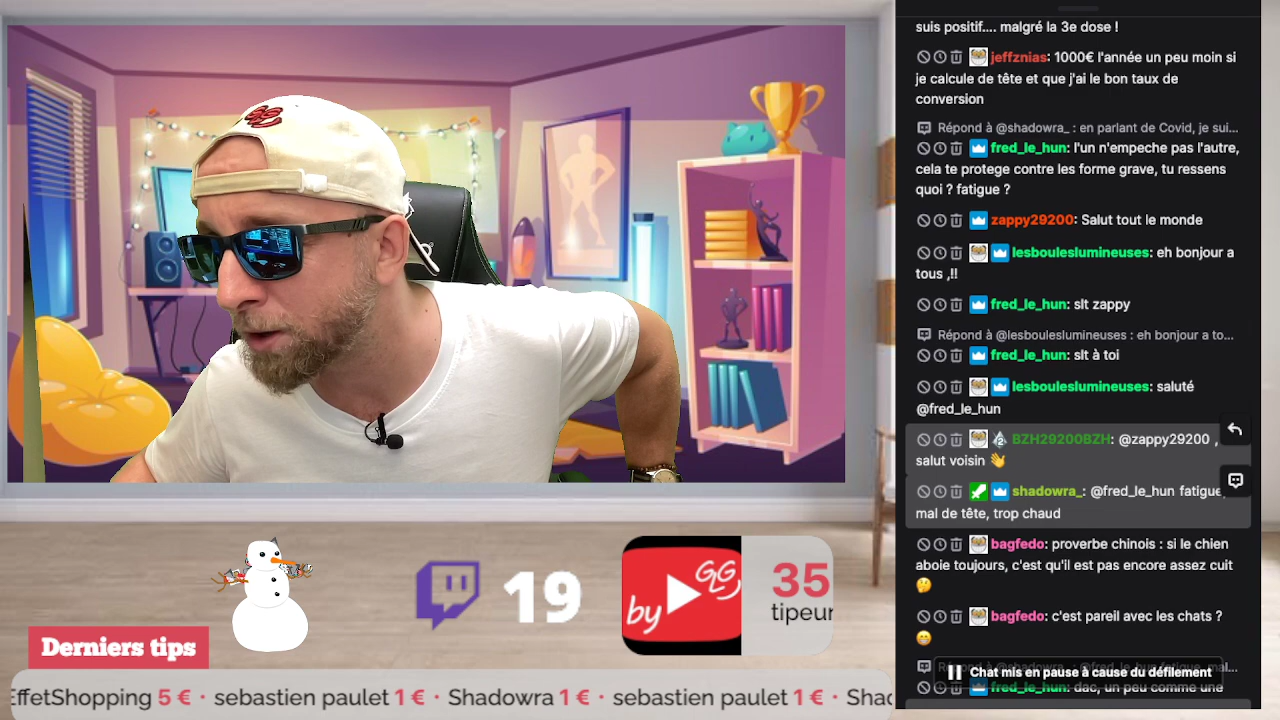 suis positif.... malgré la 3e dose !
jeffznias: 1000€ l'année un peu moin si
je calcule de tête et que j'ai le bon taux de
conversion
Répond à @shadowra_ : en parlant de Covid, je sui...
fred_le_hun: l'un n'empeche pas l'autre,
cela te protege contre les forme grave, tu ressens
quoi ? fatigue ?
zappy29200: Salut tout le monde
lesbouleslumineuses: eh bonjour a
tous ,!!
fred_le_hun: slt zappy
Répond à @lesbouleslumineuses : eh bonjour a to...
fred_le_hun: slt à toi
lesbouleslumineuses: saluté
@fred_le_hun
BZH29200BZH: @zappy29200 ,
salut voisin 👋
shadowra_: @fred_le_hun fatigue,
mal de tête, trop chaud
bagfedo: proverbe chinois : si le chien
aboie toujours, c'est qu'il est pas encore assez cuit
🤔
bagfedo: c'est pareil avec les chats ?
😁
Répond à @shadowra_ : @fred_le_hun fatigue, mal...
Chat mis en pause à cause du défilement
fred_le_hun: dac, un peu comme une
19
by GG
35
tipeur
Derniers tips
EffetShopping 5 € · sebastien paulet 1 € · Shadowra 1 € · sebastien paulet 1 € · Shad